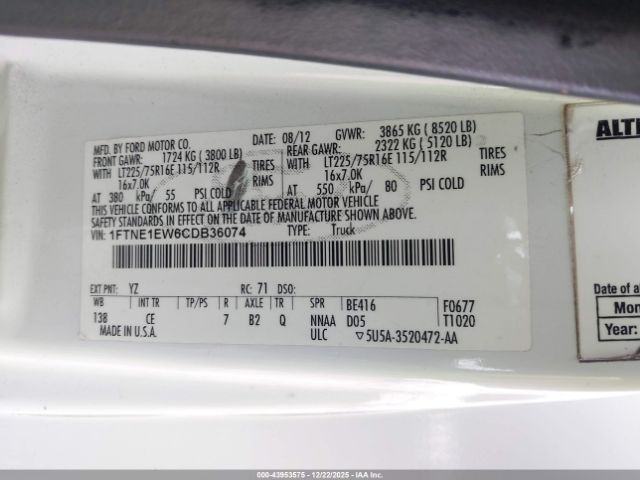 MFD. BY FORD MOTOR CO. DATE: 08/12 GVWR: 3865 KG ( 8520 LB)
FRONT GAWR: 1724 KG ( 3800 LB) REAR GAWR: 2322 KG ( 5120 LB)
WITH LT225/75R16E 115/112R TIRES WITH LT225/75R16E 115/112R TIRES
16x7.0K RIMS 16x7.0K RIMS
AT 380 kPa/ 55 PSI COLD AT 550 kPa/ 80 PSI COLD
THIS VEHICLE CONFORMS TO ALL APPLICABLE FEDERAL MOTOR VEHICLE
SAFETY STANDARDS IN EFFECT ON THE DATE OF MANUFACTURE SHOWN ABOVE.
VIN: 1FTNE1EW6CDB36074 TYPE: Truck
EXT PNT: YZ RC: 71 DSO:
WB INT TR TP/PS R AXLE TR SPR BE416 F0677
138 CE 7 B2 Q NNAA D05 T1020
MADE IN U.S.A. ULC ▽5U5A-3520472-AA
ALTE
Mon
Year:
000-43953575 - 12/22/2025 - IAAI